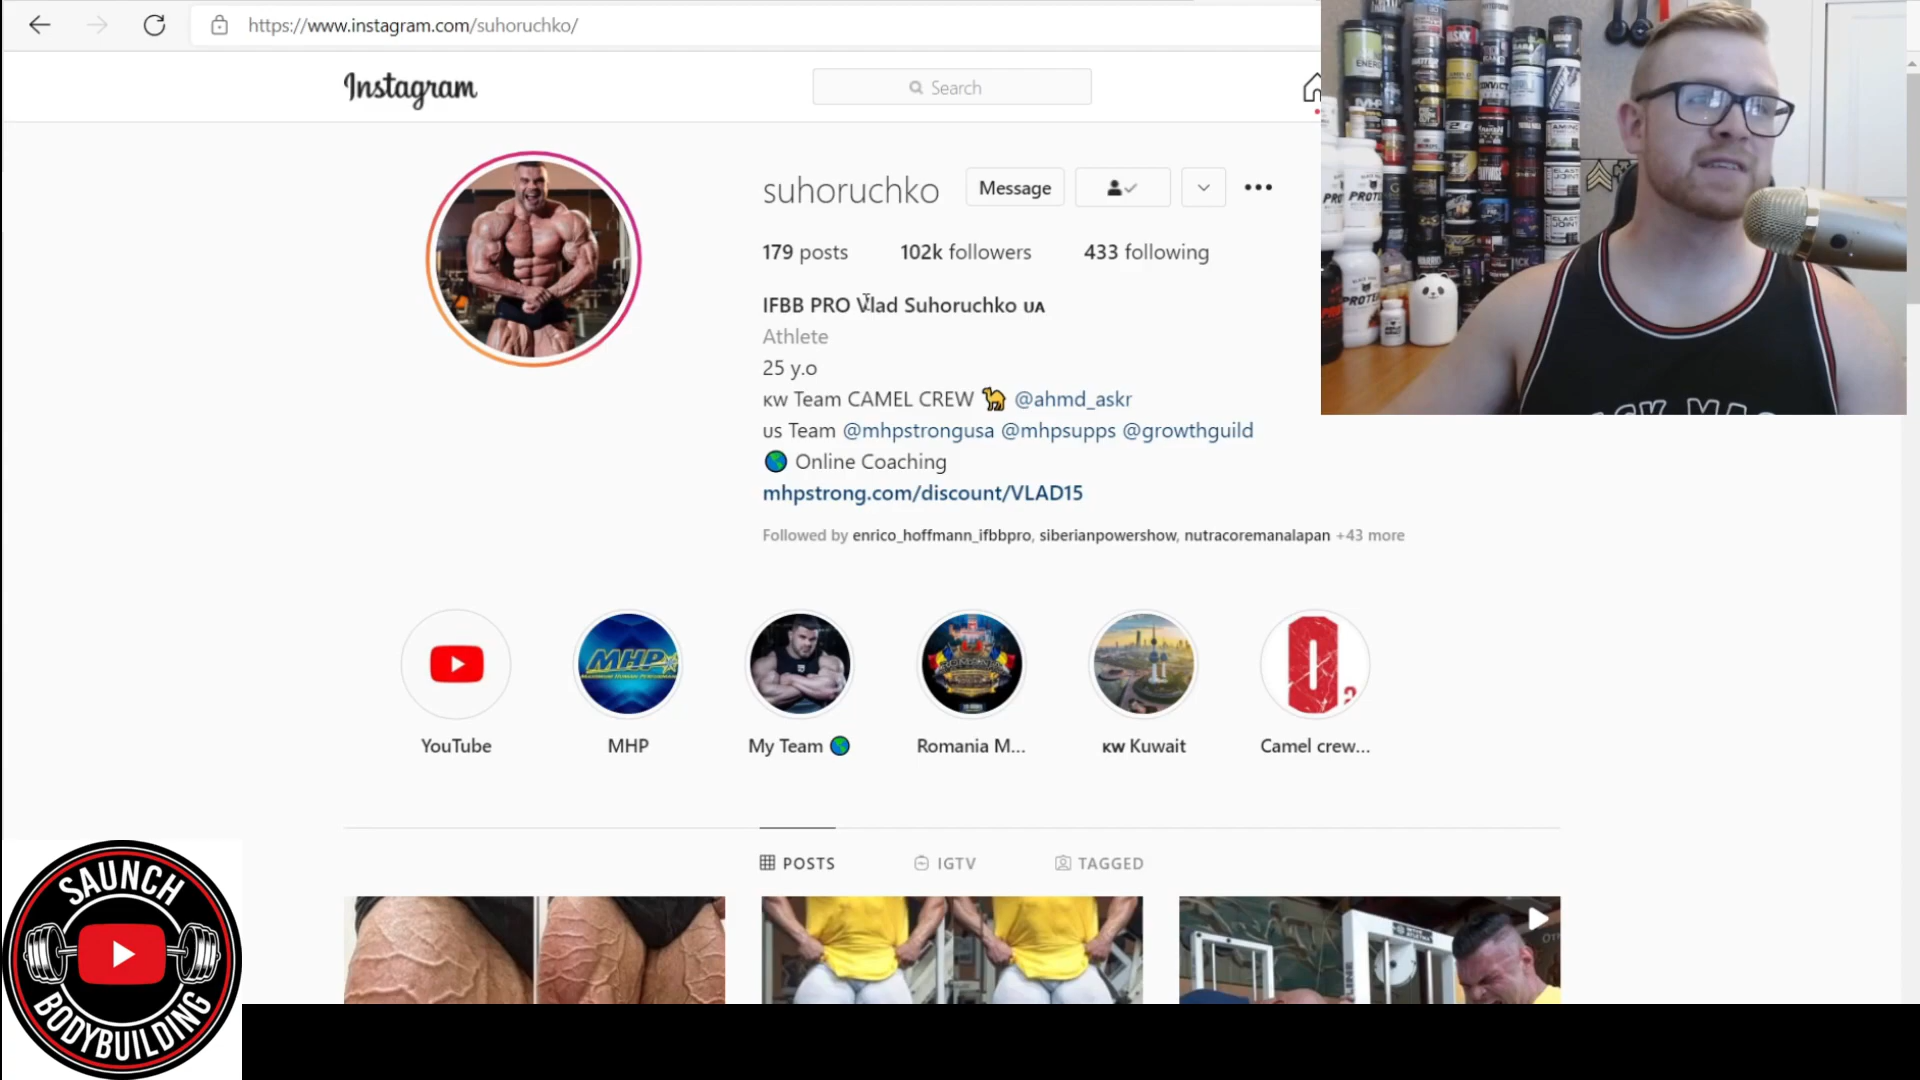 https://www.instagram.com/suhoruchko/
Instagram
Search
suhoruchko
Message
179 posts 102k followers 433 following
IFBB PRO Vlad Suhoruchko UA
Athlete
25 y.o
KW Team CAMEL CREW @ahmd_askr
US Team @mhpstrongusa @mhpsupps @growthguild
Online Coaching
mhpstrong.com/discount/VLAD15
Followed by enrico_hoffmann_ifbbpro, siberianpowershow, nutracoremanalapan +43 more
MHP
YouTube
MHP
My Team
Romania M...
KW Kuwait
Camel crew...
POSTS
IGTV
TAGGED
SAUNCH
BODYBUILDING